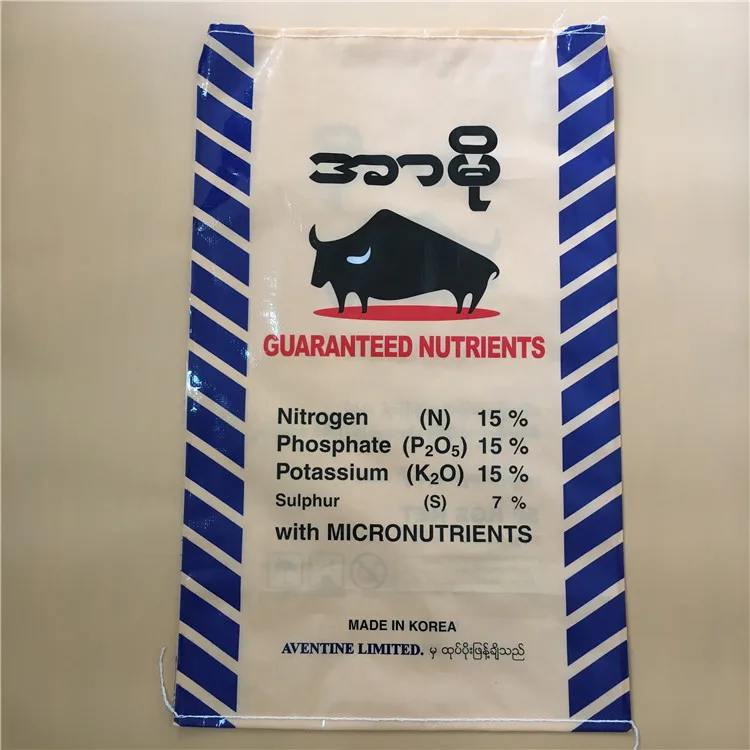 အာမို
GUARANTEED NUTRIENTS
Nitrogen (N) 15 %
Phosphate (P₂O₅) 15 %
Potassium (K₂O) 15 %
Sulphur (S) 7 %
with MICRONUTRIENTS
MADE IN KOREA
AVENTINE LIMITED. မှ ထုပ်ပိုးဖြန့်ချိသည်